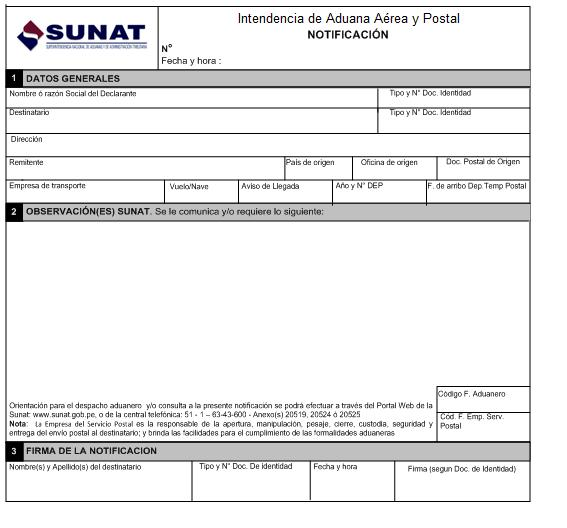 SUNAT
SUPERINTENDENCIA NACIONAL DE ADUANAS Y DE ADMINISTRACIÓN TRIBUTARIA
Intendencia de Aduana Aérea y Postal
NOTIFICACIÓN
N°
Fecha y hora :
1 DATOS GENERALES
Nombre ó razón Social del Declarante Tipo y N° Doc. Identidad
Destinatario Tipo y N° Doc. Identidad
Dirección
Remitente País de origen Oficina de origen Doc. Postal de Origen
Empresa de transporte Vuelo/Nave Aviso de Llegada Año y N° DEP F. de arribo Dep.Temp Postal
2 OBSERVACIÓN(ES) SUNAT. Se le comunica y/o requiere lo siguiente:
Código F. Aduanero
Orientación para el despacho aduanero y/o consulta a la presente notificación se podrá efectuar a través del Portal Web de la
Sunat: www.sunat.gob.pe, o de la central telefónica: 51 - 1 – 63-43-600 - Anexo(s) 20519, 20524 ó 20525
Nota: La Empresa del Servicio Postal es la responsable de la apertura, manipulación, pesaje, cierre, custodia, seguridad y
entrega del envío postal al destinatario; y brinda las facilidades para el cumplimiento de las formalidades aduaneras
Cód. F. Emp. Serv.
Postal
3 FIRMA DE LA NOTIFICACION
Nombre(s) y Apellido(s) del destinatario Tipo y N° Doc. De identidad Fecha y hora Firma (segun Doc. de Identidad)